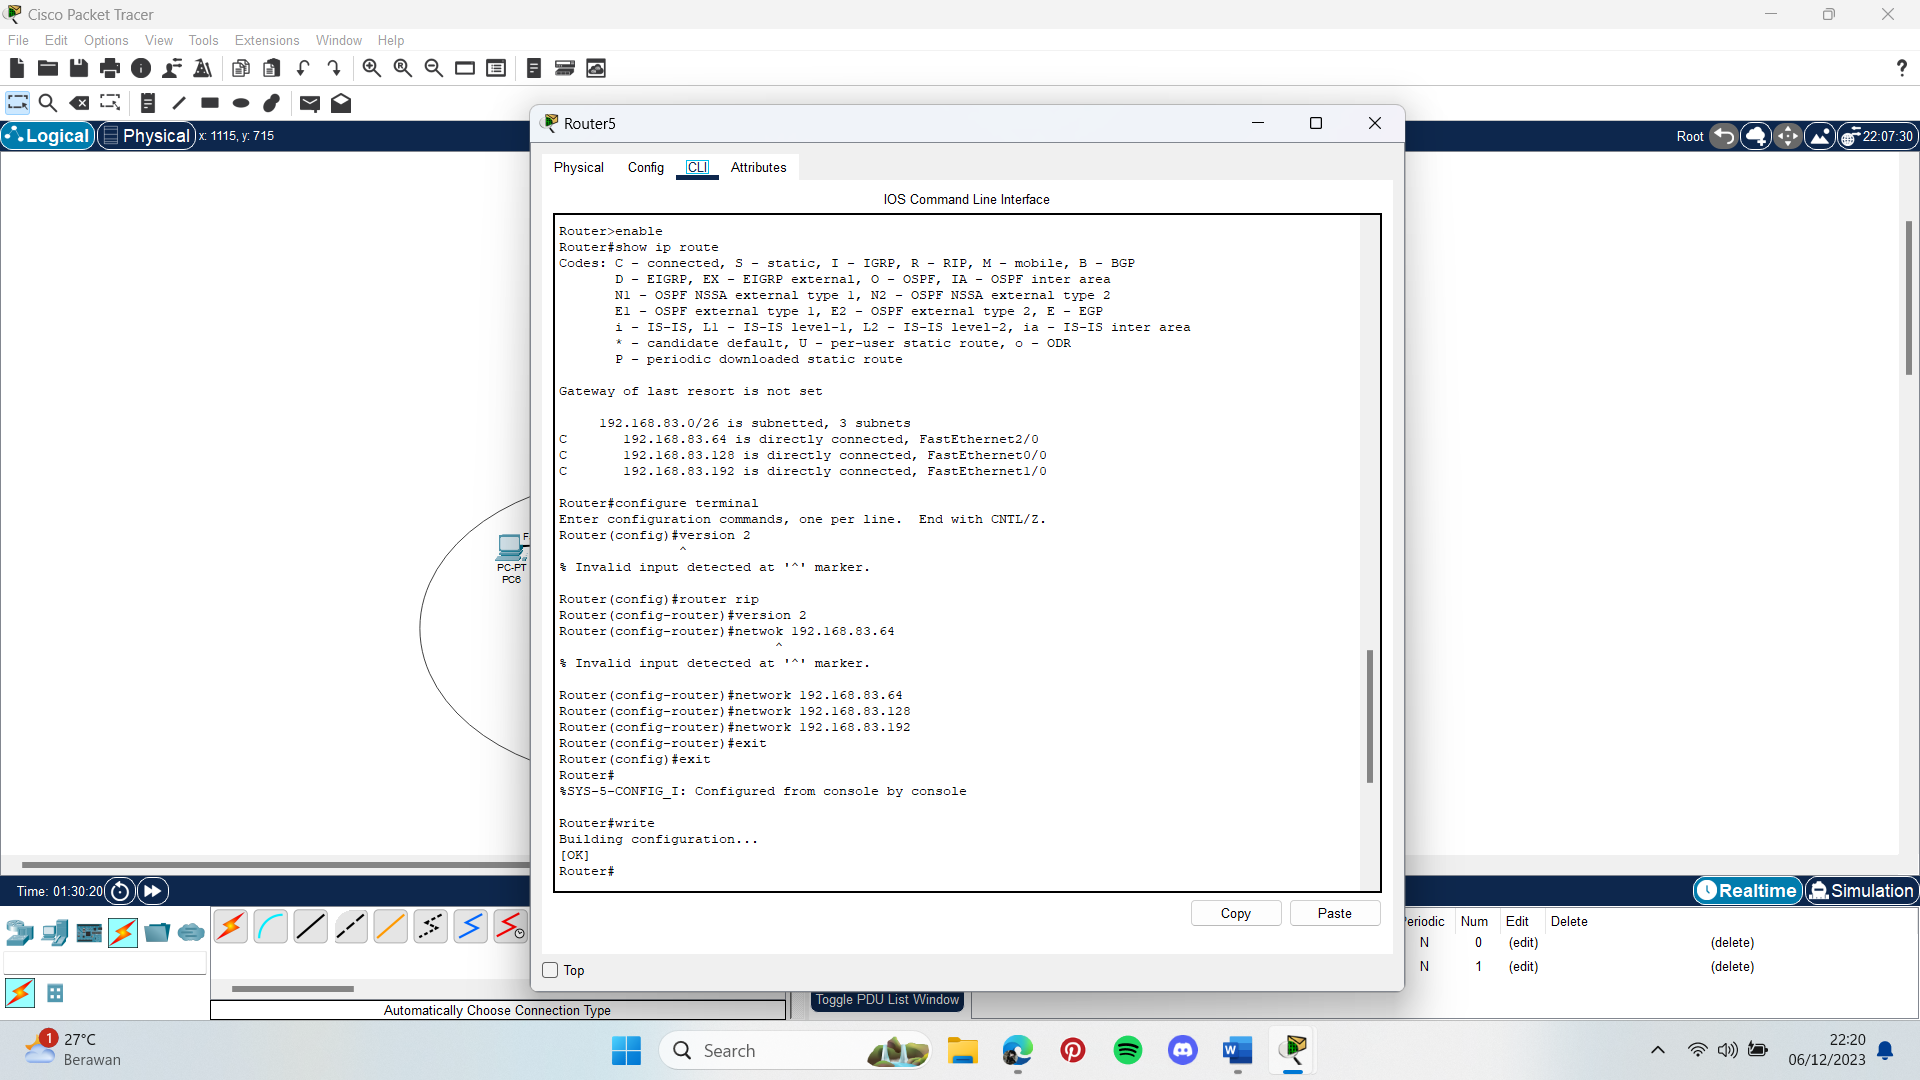 Cisco Packet Tracer
File Edit Options View Tools Extensions Window Help
?
Logical Physical x: 1115, y: 715
Root 22:07:30
Router5
Physical Config CLI Attributes
IOS Command Line Interface
Router>enable
Router#show ip route
Codes: C - connected, S - static, I - IGRP, R - RIP, M - mobile, B - BGP
D - EIGRP, EX - EIGRP external, O - OSPF, IA - OSPF inter area
N1 - OSPF NSSA external type 1, N2 - OSPF NSSA external type 2
E1 - OSPF external type 1, E2 - OSPF external type 2, E - EGP
i - IS-IS, L1 - IS-IS level-1, L2 - IS-IS level-2, ia - IS-IS inter area
* - candidate default, U - per-user static route, o - ODR
P - periodic downloaded static route
Gateway of last resort is not set
192.168.83.0/26 is subnetted, 3 subnets
C 192.168.83.64 is directly connected, FastEthernet2/0
C 192.168.83.128 is directly connected, FastEthernet0/0
C 192.168.83.192 is directly connected, FastEthernet1/0
Router#configure terminal
Enter configuration commands, one per line. End with CNTL/Z.
Router(config)#version 2
^
% Invalid input detected at '^' marker.
Router(config)#router rip
Router(config-router)#version 2
Router(config-router)#netwok 192.168.83.64
^
% Invalid input detected at '^' marker.
Router(config-router)#network 192.168.83.64
Router(config-router)#network 192.168.83.128
Router(config-router)#network 192.168.83.192
Router(config-router)#exit
Router(config)#exit
Router#
%SYS-5-CONFIG_I: Configured from console by console
Router#write
Building configuration...
[OK]
Router#
Copy Paste
Top
F
PC-PT
PC6
Time: 01:30:20
Realtime Simulation
eriodic Num Edit Delete
N 0 (edit) (delete)
N 1 (edit) (delete)
Automatically Choose Connection Type
Toggle PDU List Window
1
27°C
Berawan
Search
22:20
06/12/2023